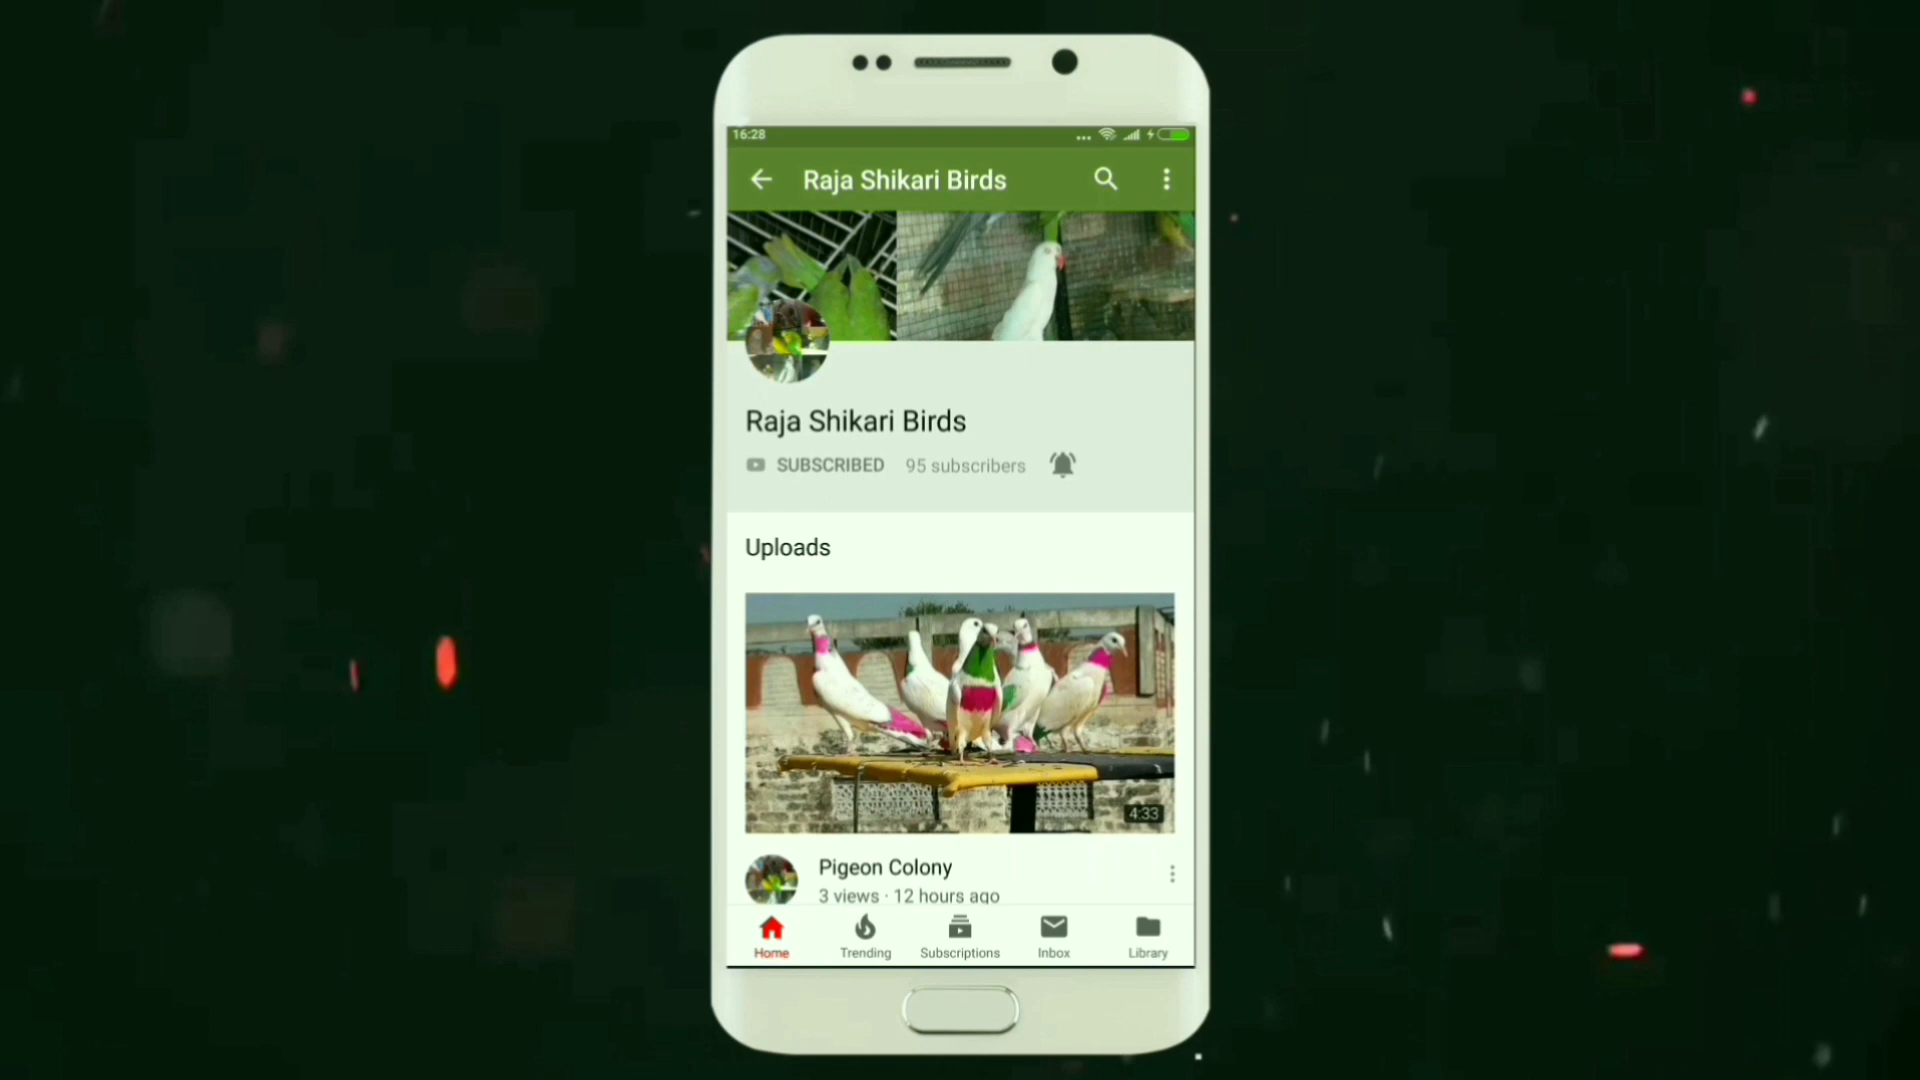 16:28
Raja Shikari Birds
Raja Shikari Birds
SUBSCRIBED 95 subscribers
Uploads
4:33
Pigeon Colony
3 views · 12 hours ago
Home Trending Subscriptions Inbox Library